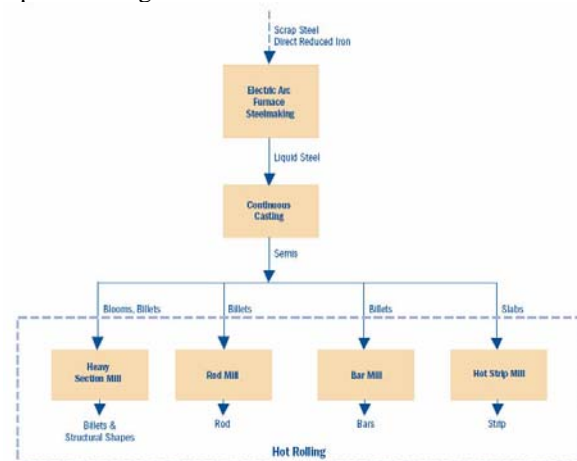 Scrap Steel
Direct Reduced Iron
Electric Arc
Furnace
Steelmaking
Liquid Steel
Continuous
Casting
Semis
Blooms, Billets
Billets
Billets
Slabs
Heavy
Section Mill
Rod Mill
Bar Mill
Hot Strip Mill
Billets &
Structural Shapes
Rod
Bars
Strip
Hot Rolling